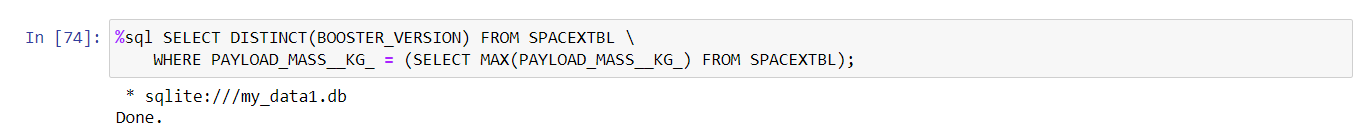 In [74]: %sql SELECT DISTINCT(BOOSTER_VERSION) FROM SPACEXTBL \
WHERE PAYLOAD_MASS__KG_ = (SELECT MAX(PAYLOAD_MASS__KG_) FROM SPACEXTBL);
* sqlite:///my_data1.db
Done.